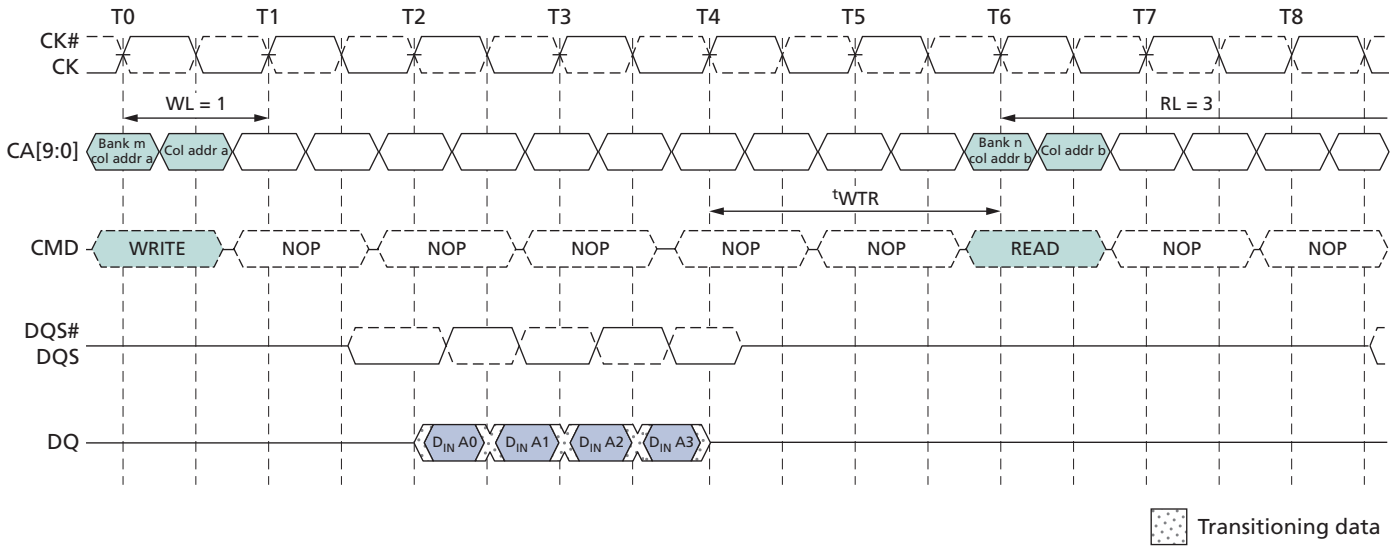 T0 T1 T2 T3 T4 T5 T6 T7 T8
CK#
CK
WL = 1
RL = 3
CA[9:0]
Bank m
col addr a
Col addr a
Bank n
col addr b
Col addr b
tWTR
CMD
WRITE NOP NOP NOP NOP NOP READ NOP NOP
DQS#
DQS
DQ
DIN A0 DIN A1 DIN A2 DIN A3
Transitioning data